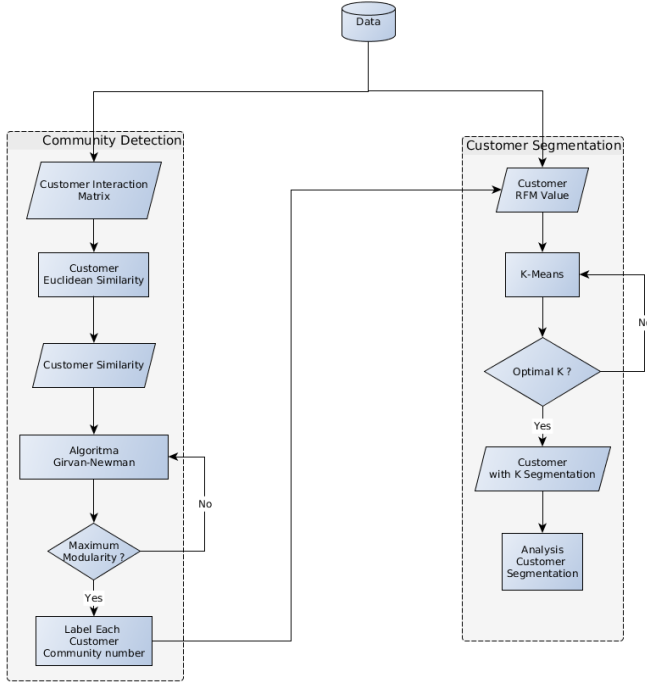 Data
Community Detection
Customer Interaction
Matrix
Customer
Euclidean Similarity
Customer Similarity
Algoritma
Girvan-Newman
No
Maximum
Modularity ?
Yes
Label Each
Customer
Community number
Customer Segmentation
Customer
RFM Value
K-Means
Optimal K ?
Yes
Customer
with K Segmentation
Analysis
Customer
Segmentation